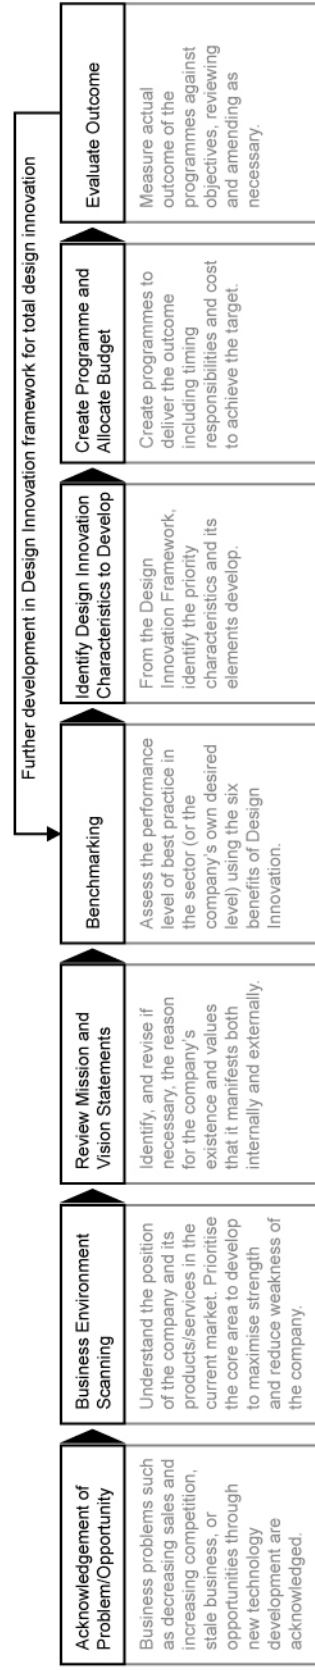 Further development in Design Innovation framework for total design innovation
Acknowledgement of
Problem/Opportunity
Business problems such
as decreasing sales and
increasing competition,
stale business, or
opportunities through
new technology
development are
acknowledged.
Business Environment
Scanning
Understand the position
of the company and its
products/services in the
current market. Prioritise
the core area to develop
to maximise strength
and reduce weakness of
the company.
Review Mission and
Vision Statements
Identify, and revise if
necessary, the reason
for the company's
existence and values
that it manifests both
internally and externally.
Benchmarking
Assess the performance
level of best practice in
the sector (or the
company's own desired
level) using the six
benefits of Design
Innovation.
Identify Design Innovation
Characteristics to Develop
From the Design
Innovation Framework,
identify the priority
characteristics and its
elements develop.
Create Programme and
Allocate Budget
Create programmes to
deliver the outcome
including timing
responsibilities and cost
to achieve the target.
Evaluate Outcome
Measure actual
outcome of the
programmes against
objectives, reviewing
and amending as
necessary.